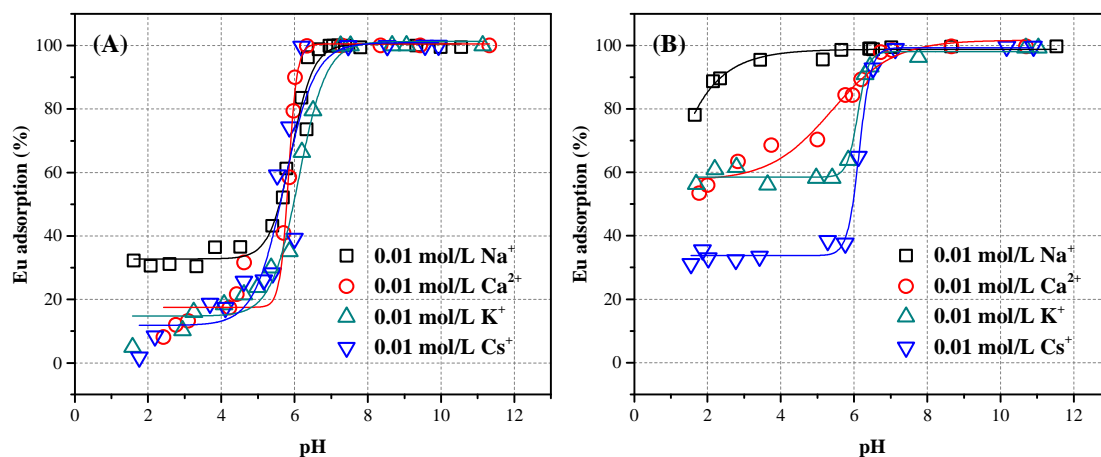 (A)
100
80
60
40
20
0
Eu adsorption (%)
0.01 mol/L Na⁺
0.01 mol/L Ca²⁺
0.01 mol/L K⁺
0.01 mol/L Cs⁺
0 2 4 6 8 10 12
pH
(B)
100
80
60
40
20
0
Eu adsorption (%)
0.01 mol/L Na⁺
0.01 mol/L Ca²⁺
0.01 mol/L K⁺
0.01 mol/L Cs⁺
0 2 4 6 8 10 12
pH